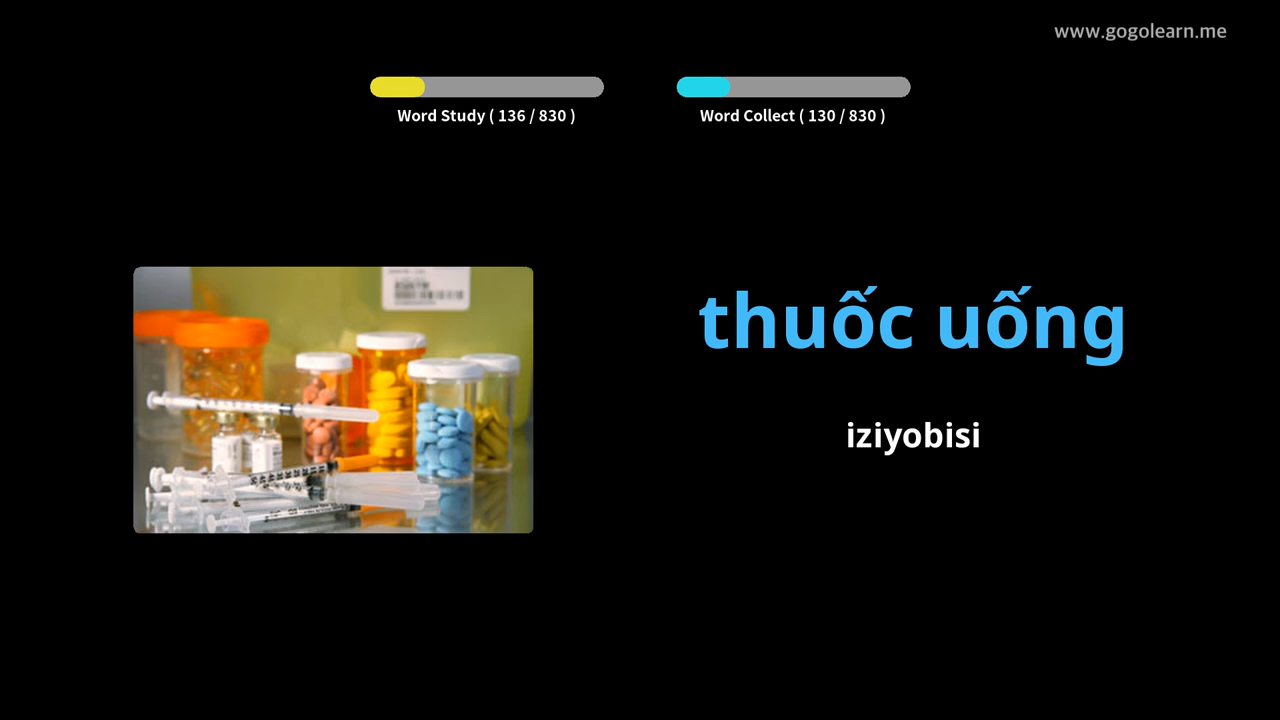 www.gogolearn.me
Word Study ( 136 / 830 )
Word Collect ( 130 / 830 )
thuốc uống
iziyobisi